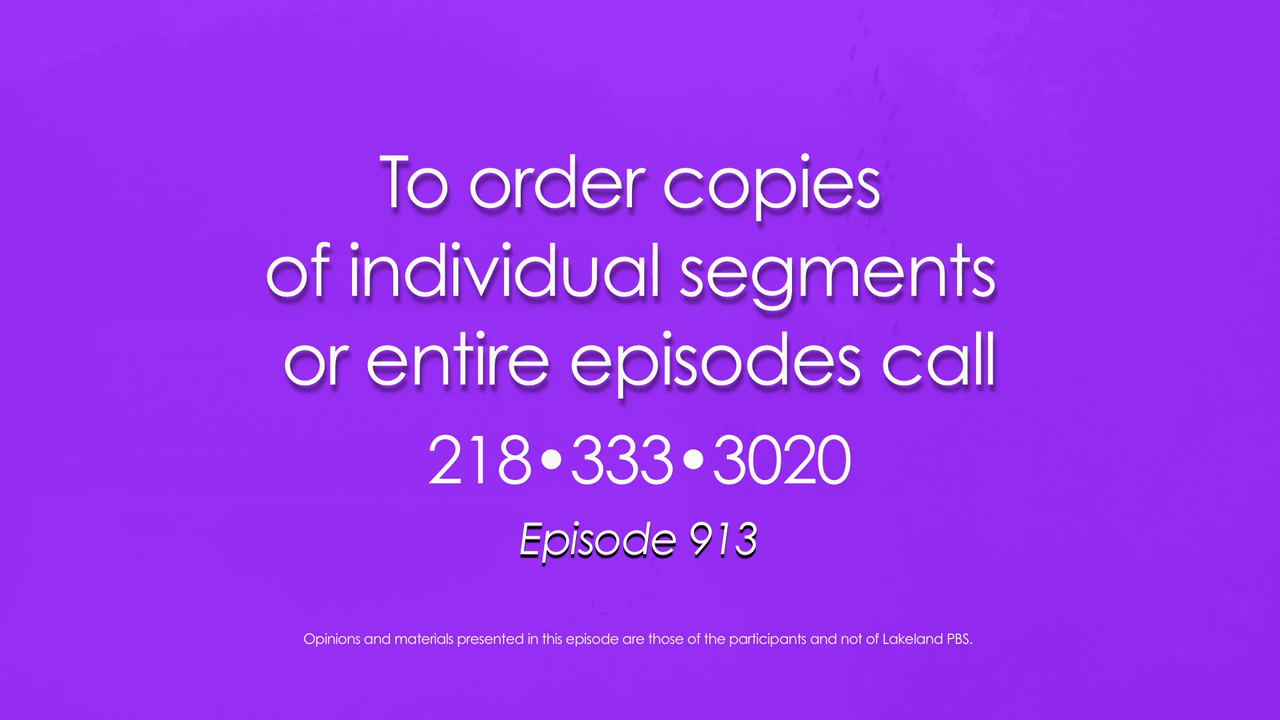 To order copies
of individual segments
or entire episodes call
218•333•3020
Episode 913
Opinions and materials presented in this episode are those of the participants and not of Lakeland PBS.